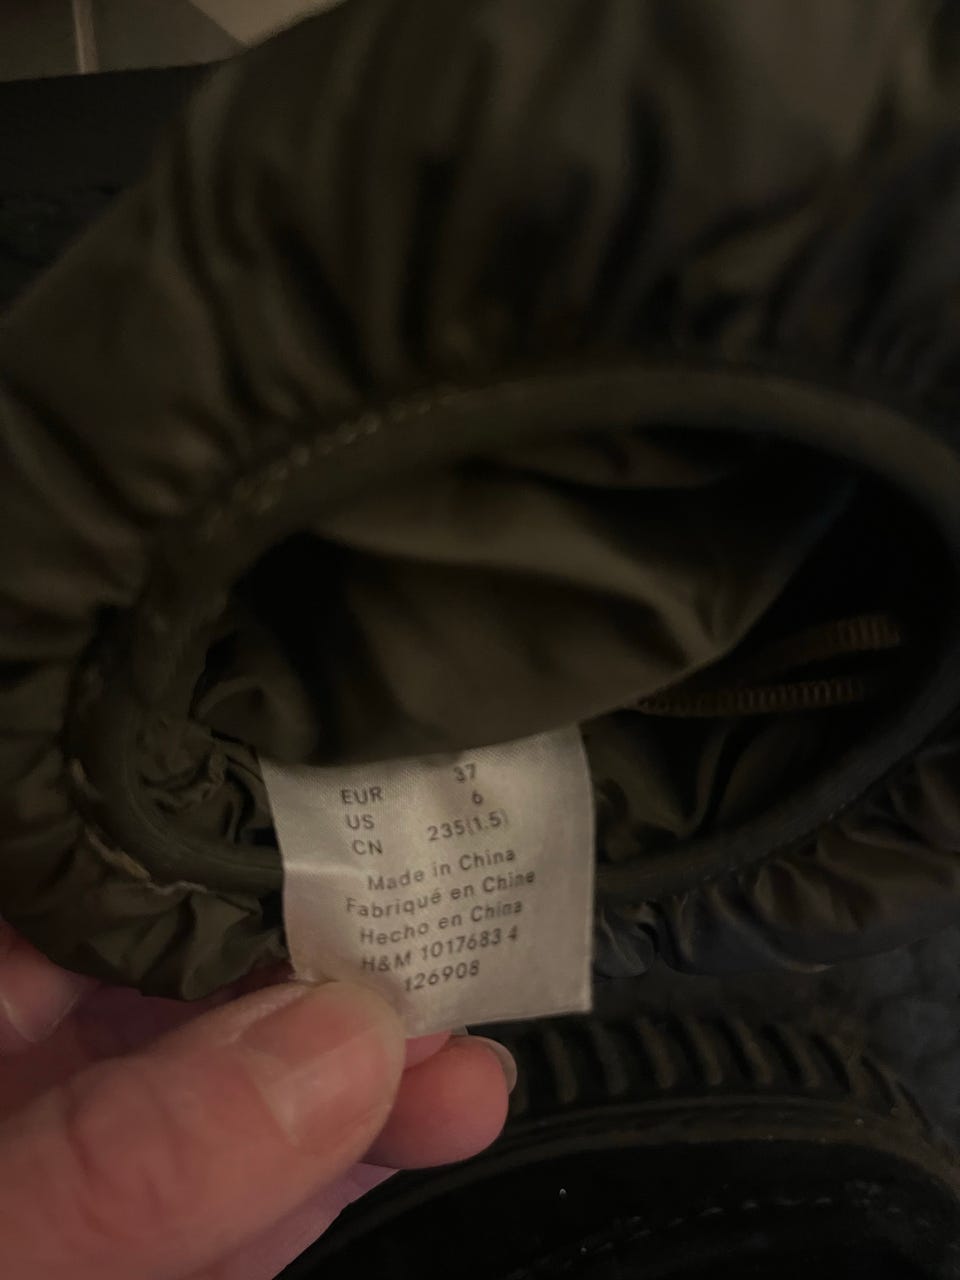 EUR 37
US 6
CN 235(1.5)
Made in China
Fabriqué en Chine
Hecho en China
H&M 1017683 4
126908